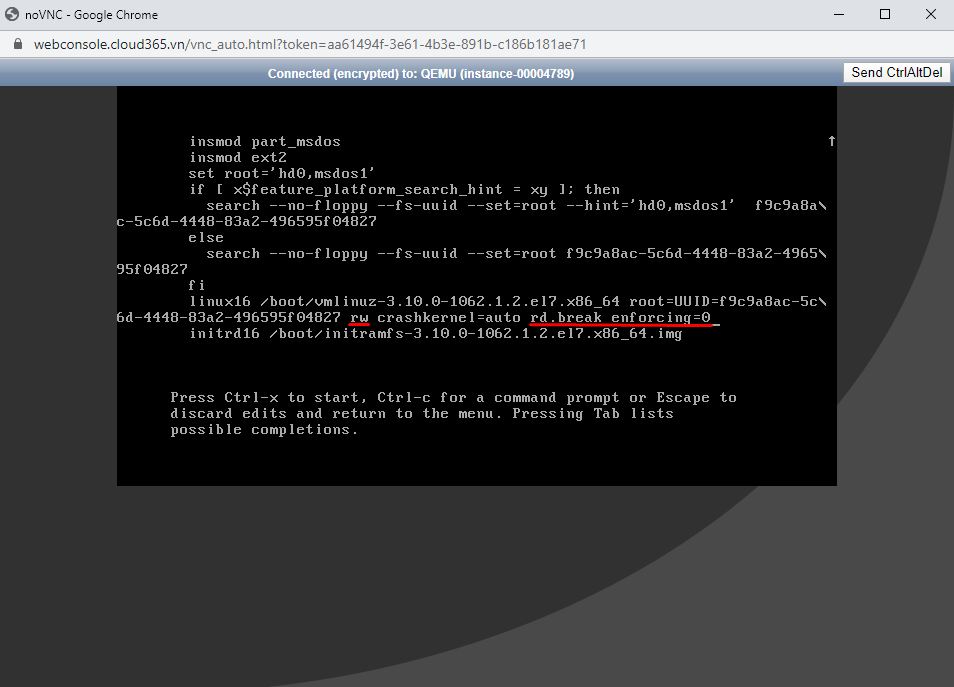 noVNC - Google Chrome
webconsole.cloud365.vn/vnc_auto.html?token=aa61494f-3e61-4b3e-891b-c186b181ae71
Connected (encrypted) to: QEMU (instance-00004789)
Send CtrlAltDel
insmod part_msdos
insmod ext2
set root='hd0,msdos1'
if [ x$feature_platform_search_hint = xy ]; then
search --no-floppy --fs-uuid --set=root --hint='hd0,msdos1'  f9c9a8a\
c-5c6d-4448-83a2-496595f04827
else
search --no-floppy --fs-uuid --set=root f9c9a8ac-5c6d-4448-83a2-4965\
95f04827
fi
linux16 /boot/vmlinuz-3.10.0-1062.1.2.el7.x86_64 root=UUID=f9c9a8ac-5c\
6d-4448-83a2-496595f04827 rw crashkernel=auto rd.break enforcing=0_
initrd16 /boot/initramfs-3.10.0-1062.1.2.el7.x86_64.img
Press Ctrl-x to start, Ctrl-c for a command prompt or Escape to
discard edits and return to the menu. Pressing Tab lists
possible completions.